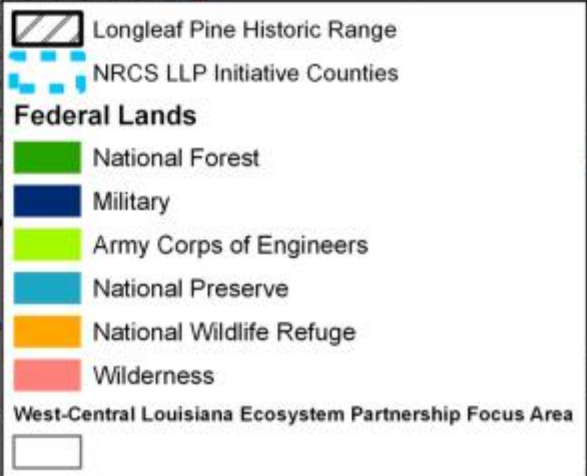 Longleaf Pine Historic Range
NRCS LLP Initiative Counties
Federal Lands
National Forest
Military
Army Corps of Engineers
National Preserve
National Wildlife Refuge
Wilderness
West-Central Louisiana Ecosystem Partnership Focus Area